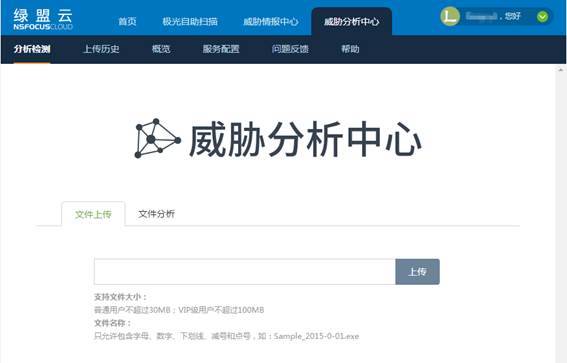 绿盟云
NSFOCUSCLOUD
首页 极光自助扫描 威胁情报中心 威胁分析中心
，您好
分析检测 上传历史 概览 服务配置 问题反馈 帮助
威胁分析中心
文件上传 文件分析
上传
支持文件大小：
普通用户不超过30MB；VIP级用户不超过100MB
文件名称：
只允许包含字母、数字、下划线、减号和点号，如：Sample_2015-0-01.exe